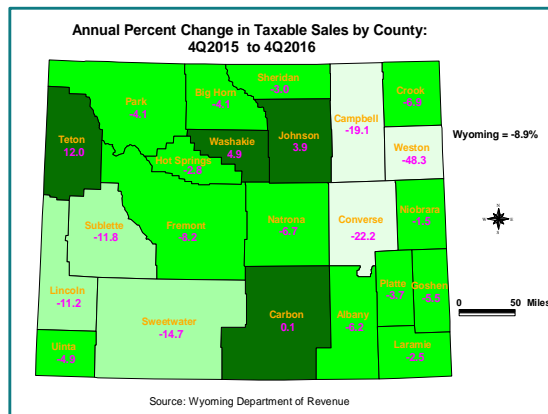 Annual Percent Change in Taxable Sales by County:
4Q2015 to 4Q2016
Sheridan
-3.0
Park
-4.1
Big Horn
-4.1
Crook
-6.9
Campbell
-19.1
Teton
12.0
Washakie
4.9
Johnson
3.9
Weston
-48.3
Wyoming = -8.9%
Hot Springs
-2.8
Sublette
-11.8
Fremont
Natrona
-6.7
Converse
-22.2
Niobrara
-1.5
Lincoln
-11.2
Sweetwater
-14.7
Carbon
0.1
Albany
-6.2
Platte
-3.7
Goshen
-5.5
Uinta
-4.9
Laramie
-2.5
0 50 Miles
Source: Wyoming Department of Revenue